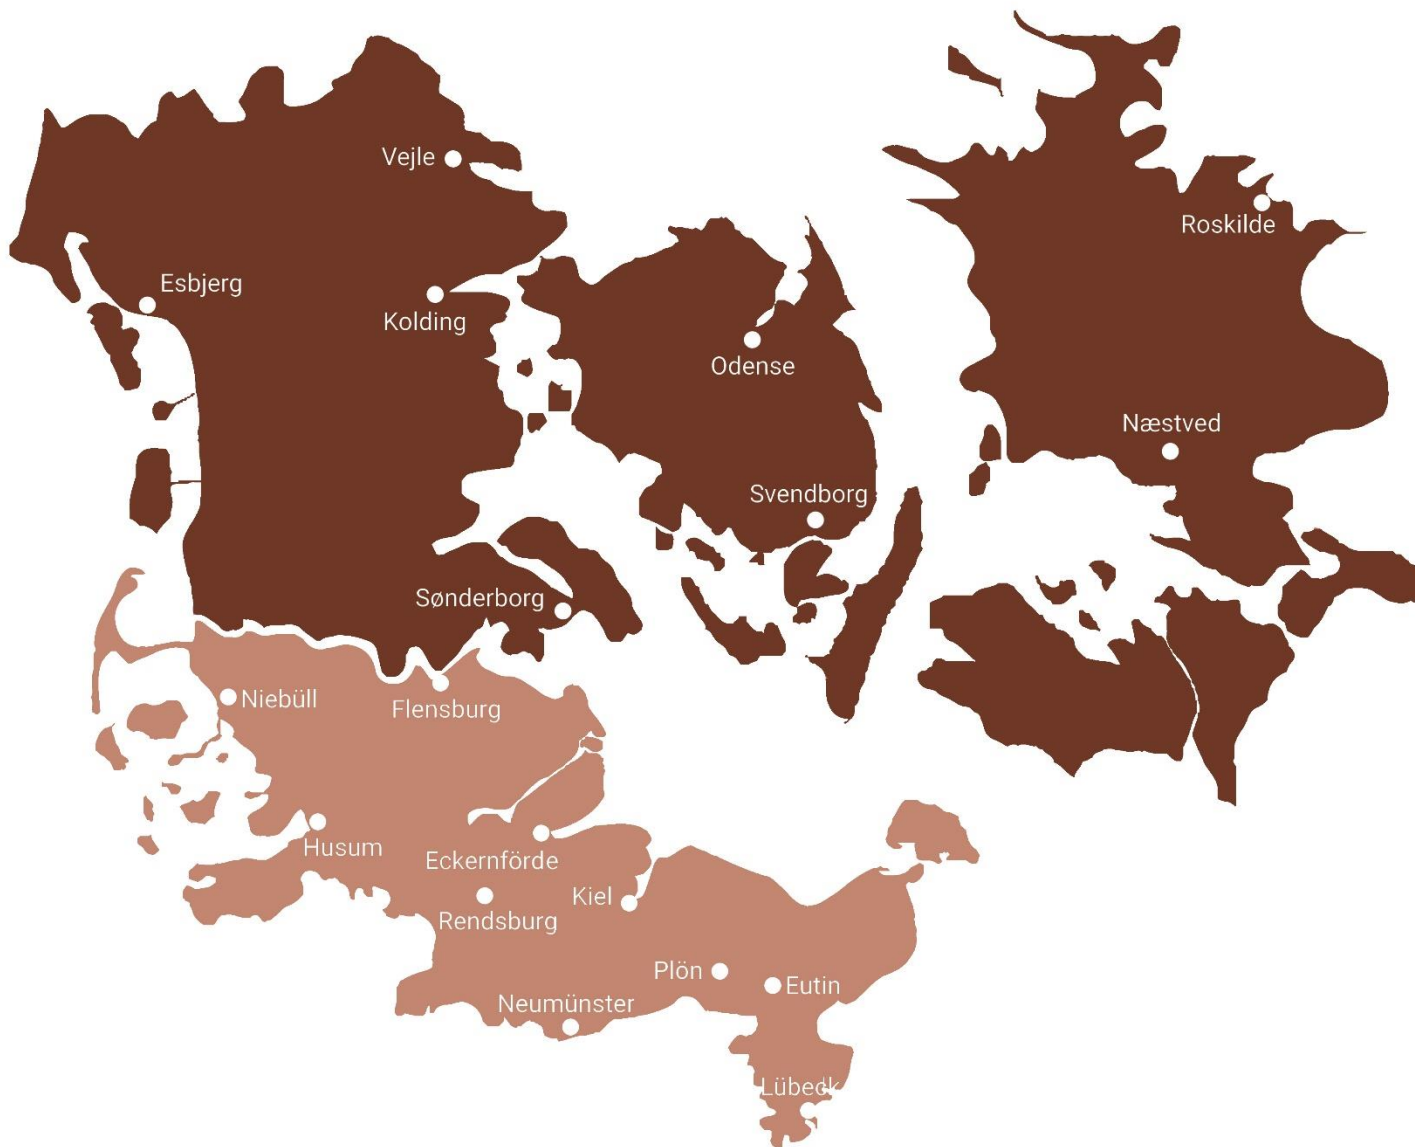 Vejle
Roskilde
Esbjerg
Kolding
Odense
Næstved
Svendborg
Sønderborg
Niebüll
Flensburg
Husum
Eckernförde
Kiel
Rendsburg
Plön
Eutin
Neumünster
Lübeck